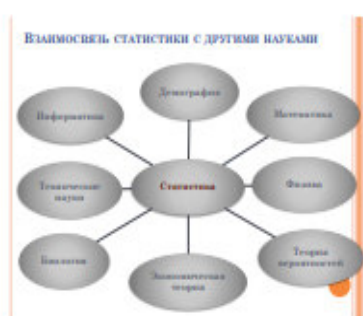 Взаимосвязь статистики с другими науками
Демография
Информатика
Математика
Технические
науки
Статистика
Физика
Биология
Теория
вероятностей
Экономическая
теория